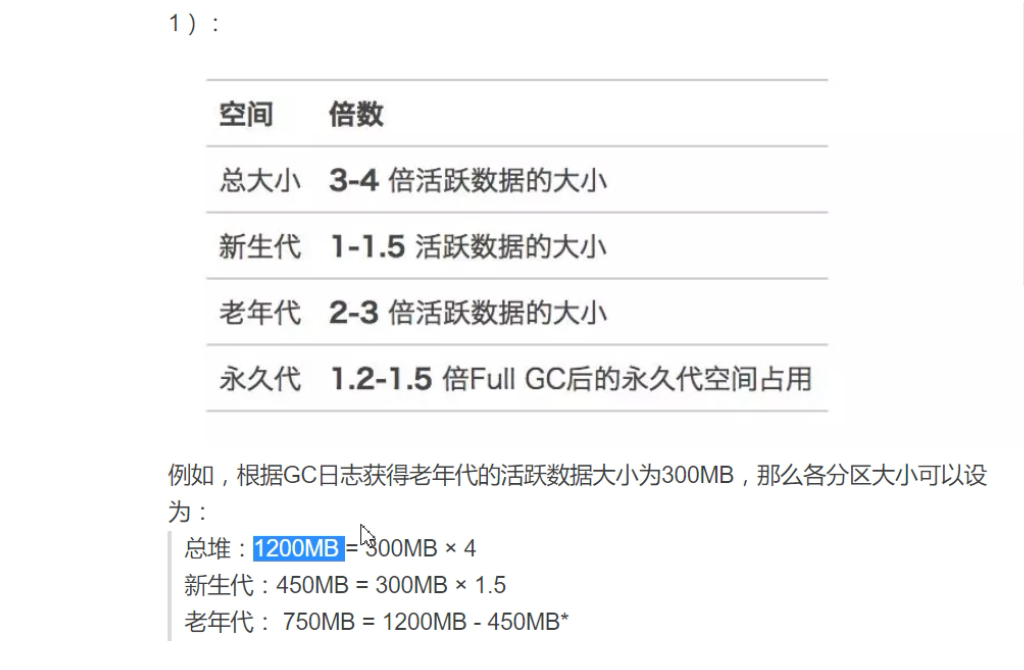 1）：
空间 倍数
总大小 3-4 倍活跃数据的大小
新生代 1-1.5 活跃数据的大小
老年代 2-3 倍活跃数据的大小
永久代 1.2-1.5 倍Full GC后的永久代空间占用
例如，根据GC日志获得老年代的活跃数据大小为300MB，那么各分区大小可以设
为：
总堆：1200MB = 300MB × 4
新生代：450MB = 300MB × 1.5
老年代： 750MB = 1200MB - 450MB*